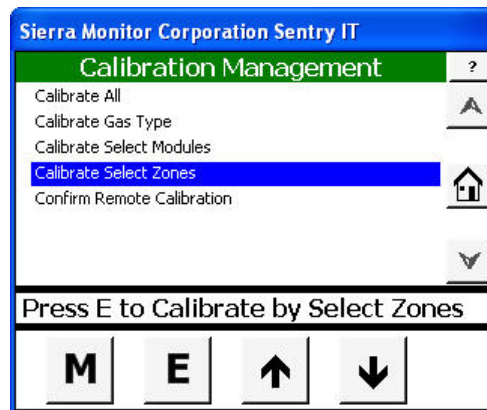 Sierra Monitor Corporation Sentry IT
Calibration Management
?
Calibrate All
Calibrate Gas Type
Calibrate Select Modules
Calibrate Select Zones
Confirm Remote Calibration
Press E to Calibrate by Select Zones
M E